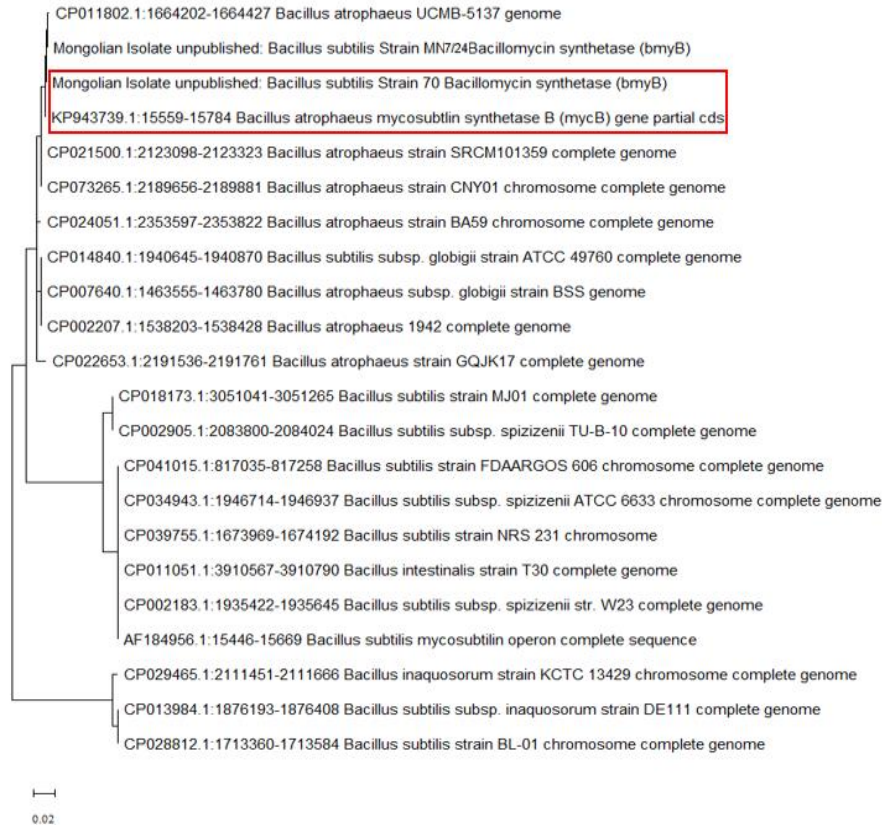 CP011802.1:1664202-1664427 Bacillus atrophaeus UCMB-5137 genome
Mongolian Isolate unpublished: Bacillus subtilis Strain MN7/24Bacillomycin synthetase (bmyB)
Mongolian Isolate unpublished: Bacillus subtilis Strain 70 Bacillomycin synthetase (bmyB)
KP943739.1:15559-15784 Bacillus atrophaeus mycosubtlin synthetase B (mycB) gene partial cds
CP021500.1:2123098-2123323 Bacillus atrophaeus strain SRCM101359 complete genome
CP073265.1:2189656-2189881 Bacillus atrophaeus strain CNY01 chromosome complete genome
CP024051.1:2353597-2353822 Bacillus atrophaeus strain BA59 chromosome complete genome
CP014840.1:1940645-1940870 Bacillus subtilis subsp. globigii strain ATCC 49760 complete genome
CP007640.1:1463555-1463780 Bacillus atrophaeus subsp. globigii strain BSS genome
CP002207.1:1538203-1538428 Bacillus atrophaeus 1942 complete genome
CP022653.1:2191536-2191761 Bacillus atrophaeus strain GQJK17 complete genome
CP018173.1:3051041-3051265 Bacillus subtilis strain MJ01 complete genome
CP002905.1:2083800-2084024 Bacillus subtilis subsp. spizizenii TU-B-10 complete genome
CP041015.1:817035-817258 Bacillus subtilis strain FDAARGOS 606 chromosome complete genome
CP034943.1:1946714-1946937 Bacillus subtilis subsp. spizizenii ATCC 6633 chromosome complete genome
CP039755.1:1673969-1674192 Bacillus subtilis strain NRS 231 chromosome
CP011051.1:3910567-3910790 Bacillus intestinalis strain T30 complete genome
CP002183.1:1935422-1935645 Bacillus subtilis subsp. spizizenii str. W23 complete genome
AF184956.1:15446-15669 Bacillus subtilis mycosubtilin operon complete sequence
CP029465.1:2111451-2111666 Bacillus inaquosorum strain KCTC 13429 chromosome complete genome
CP013984.1:1876193-1876408 Bacillus subtilis subsp. inaquosorum strain DE111 complete genome
CP028812.1:1713360-1713584 Bacillus subtilis strain BL-01 chromosome complete genome
0.02